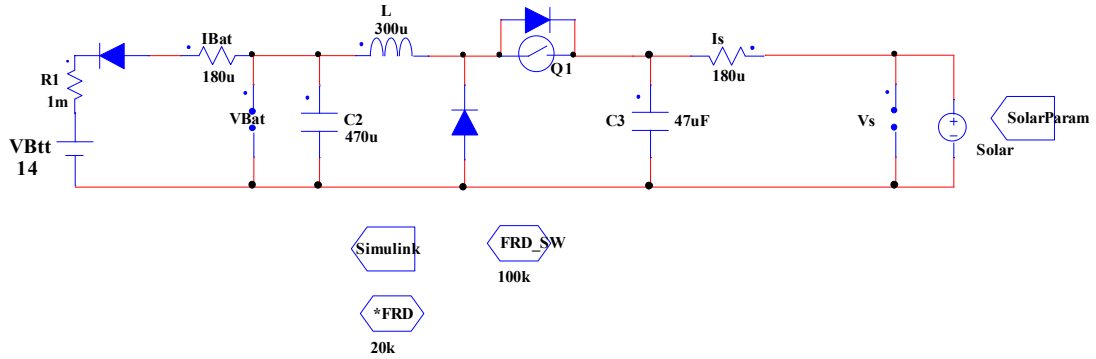 L
300u
IBat
180u
R1
1m
VBat
C2
470u
VBtt
14
Q1
Is
180u
C3
47uF
Vs
Solar
SolarParam
Simulink
FRD_SW
100k
*FRD
20k